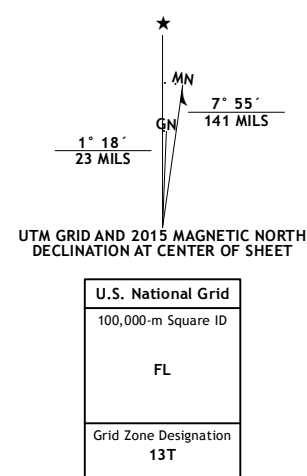 ★
MN
7° 55´
141 MILS
GN
1° 18´
23 MILS
UTM GRID AND 2015 MAGNETIC NORTH
DECLINATION AT CENTER OF SHEET
U.S. National Grid
100,000-m Square ID
FL
Grid Zone Designation
13T